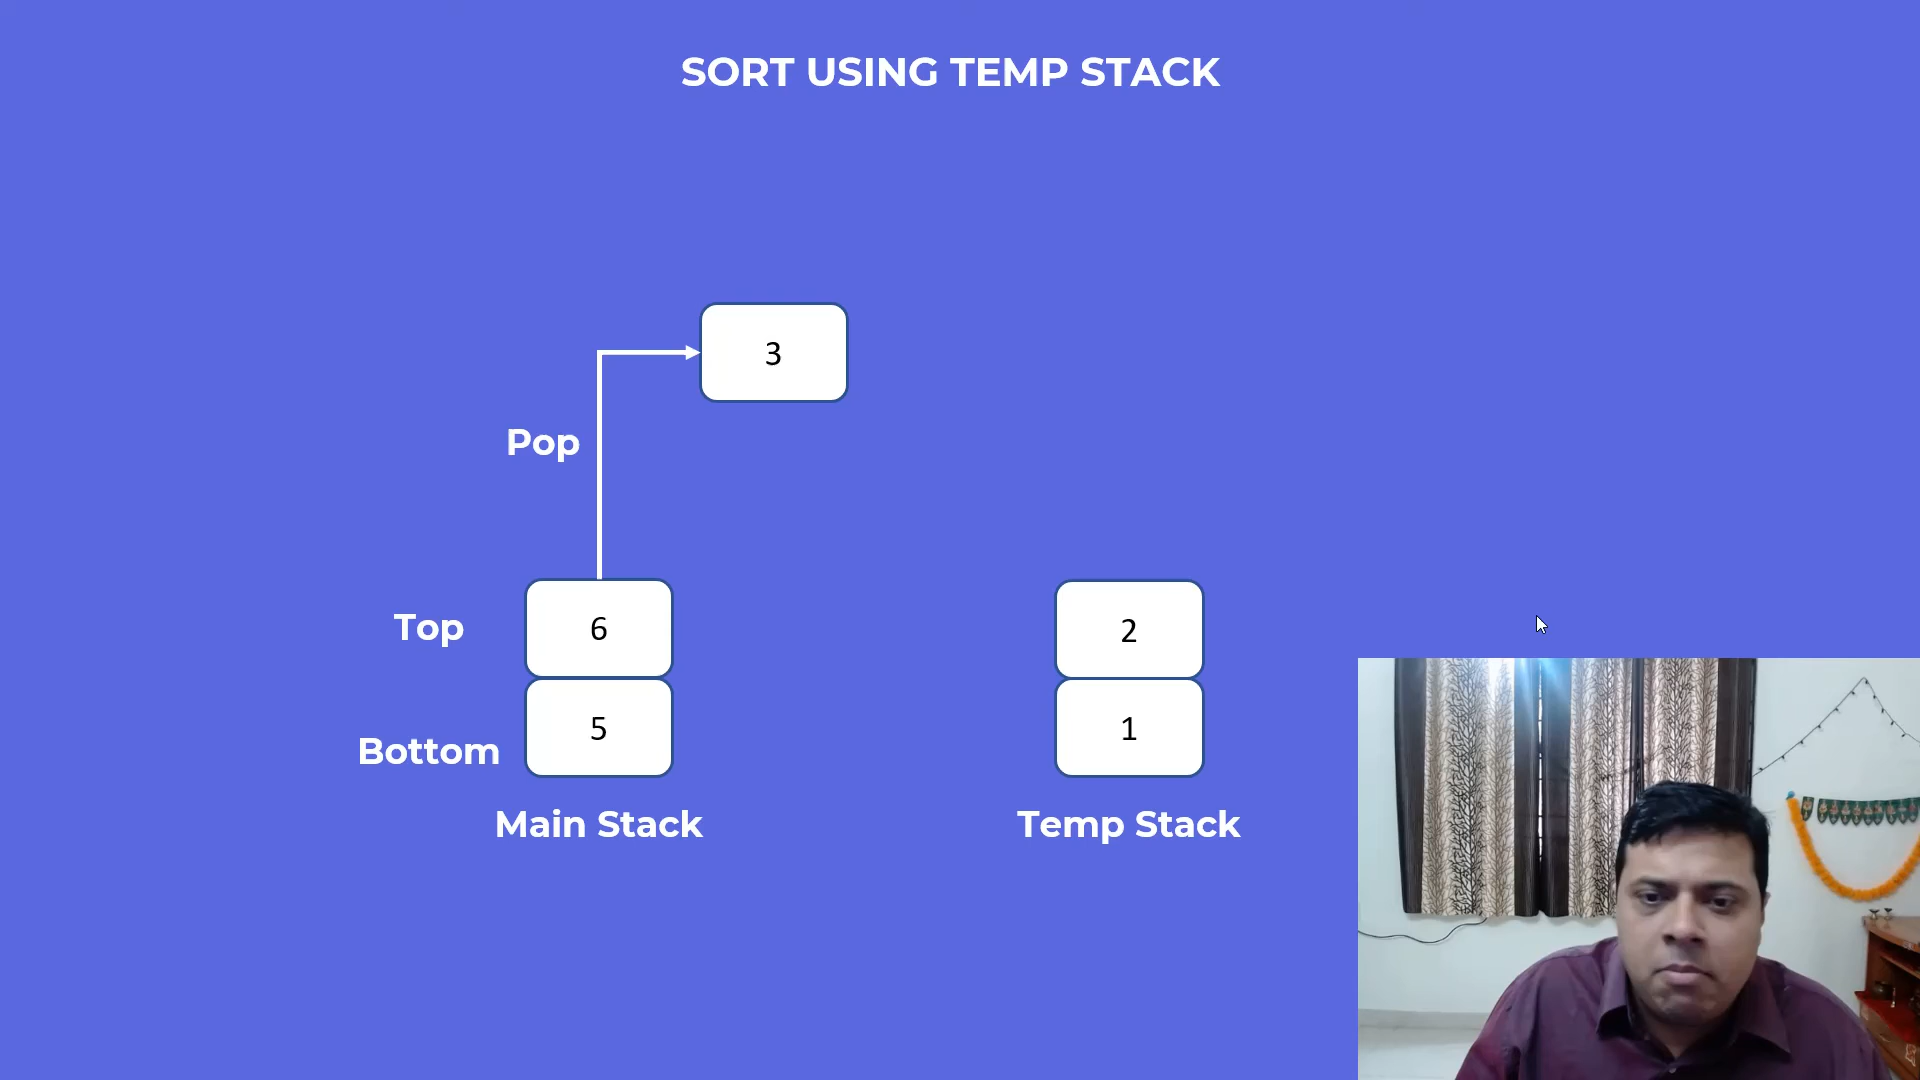 SORT USING TEMP STACK
3
Pop
Top
6
2
Bottom
5
1
Main Stack
Temp Stack